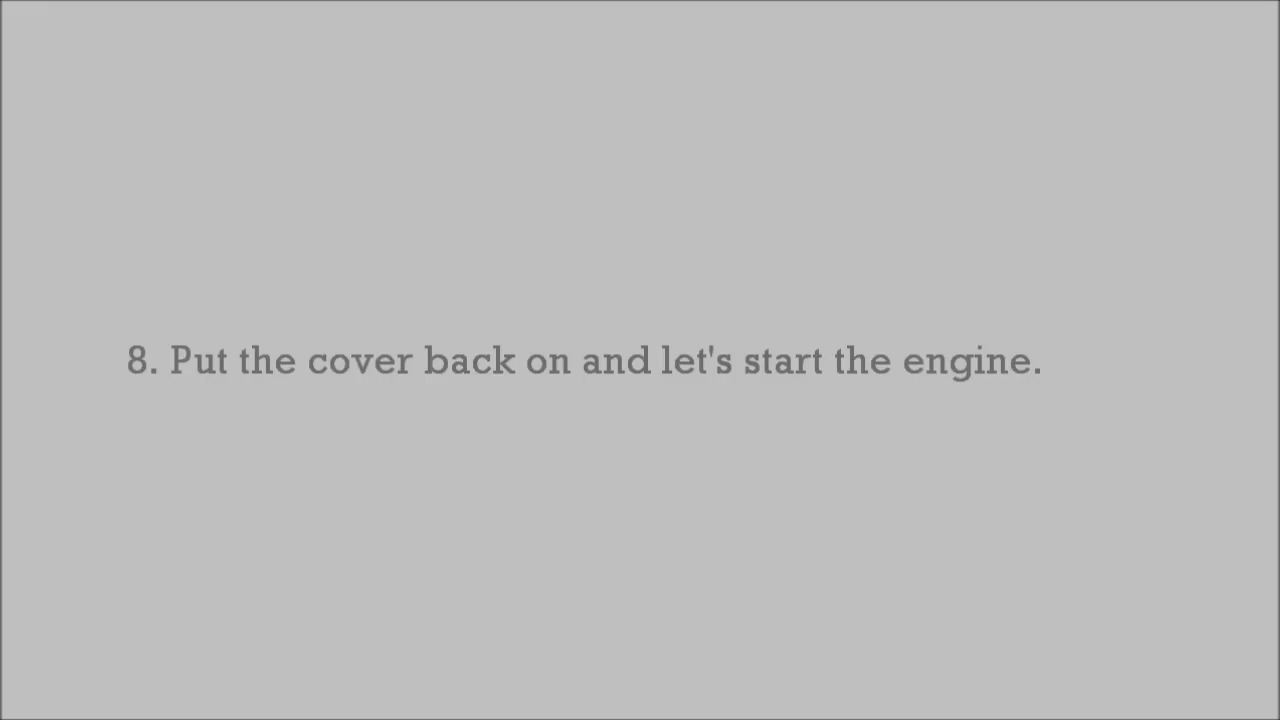 8. Put the cover back on and let's start the engine.